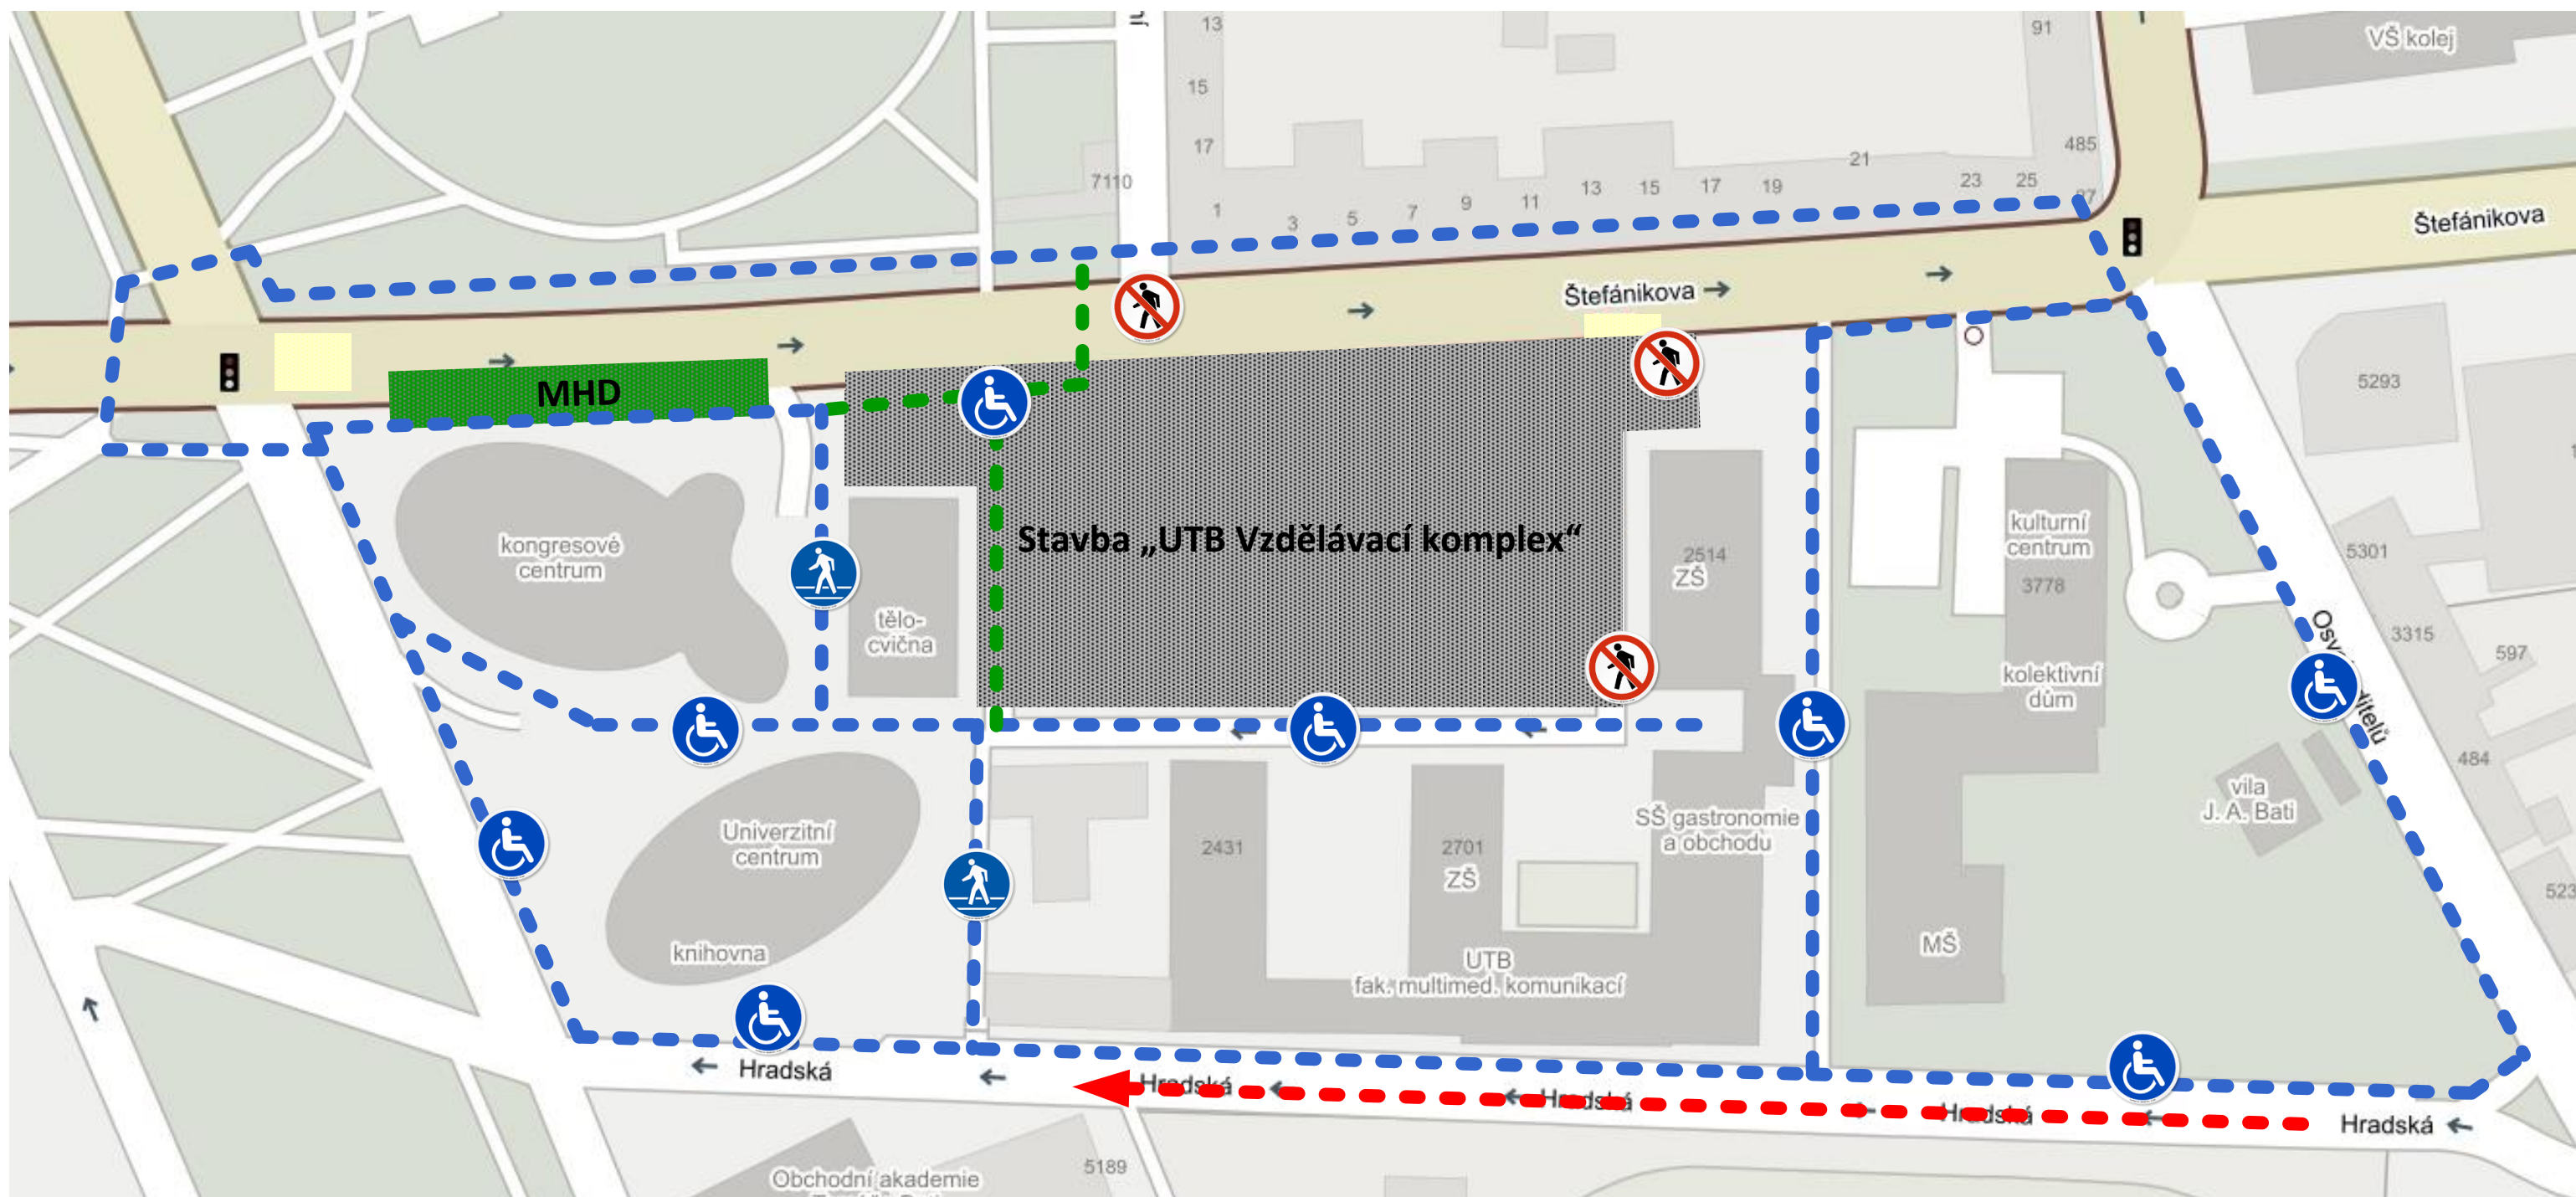 ní
13
91
VŠ kolej
15
17
485
21
7110
13
15
17
19
23
25
27
11
9
7
5
3
1
Štefánikova
Štefánikova
MHD
5293
Stavba „UTB Vzdělávací komplex“
kongresové
centrum
kulturní
centrum
3778
2514
ZŠ
5301
tělo-
cvična
3315
597
kolektivní
dům
484
vila
J. A. Bati
Univerzitní
centrum
knihovna
2431
2701
ZŠ
SŠ gastronomie
a obchodu
523
MŠ
UTB
fak. multimed. komunikací
Hradská
Hradská
Hradská
Hradská
Hradská
5189
Obchodní akademie